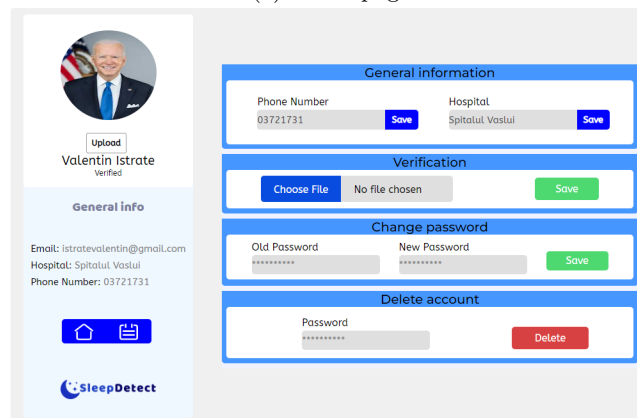 Upload
Valentin Istrate
Verified
General info
Email: istratevalentin@gmail.com
Hospital: Spitalul Vaslui
Phone Number: 03721731
SleepDetect
General information
Phone Number
03721731
Save
Hospital
Spitalul Vaslui
Save
Verification
Choose File
No file chosen
Save
Change password
Old Password
**********
New Password
**********
Save
Delete account
Password
**********
Delete